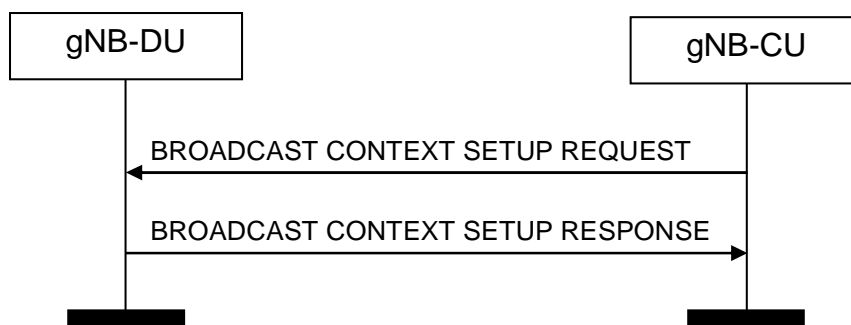 gNB-DU
gNB-CU
BROADCAST CONTEXT SETUP REQUEST
BROADCAST CONTEXT SETUP RESPONSE